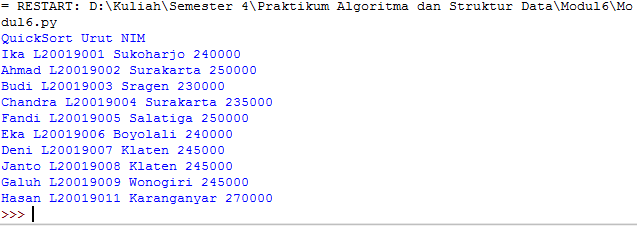 = RESTART: D:\Kuliah\Semester 4\Praktikum Algoritma dan Struktur Data\Modul6\Mo
dul6.py
QuickSort Urut NIM
Ika L20019001 Sukoharjo 240000
Ahmad L20019002 Surakarta 250000
Budi L20019003 Sragen 230000
Chandra L20019004 Surakarta 235000
Fandi L20019005 Salatiga 250000
Eka L20019006 Boyolali 240000
Deni L20019007 Klaten 245000
Janto L20019008 Klaten 245000
Galuh L20019009 Wonogiri 245000
Hasan L20019011 Karanganyar 270000
>>>